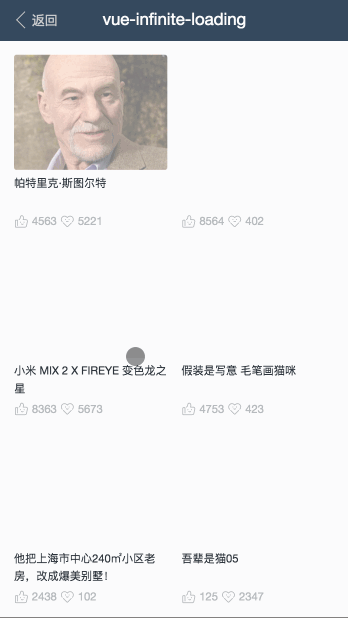 返回 vue-infinite-loading
帕特里克·斯图尔特
4563 5221 8564 402
小米 MIX 2 X FIREYE 变色龙之 假装是写意 毛笔画猫咪
星
8363 5673 4753 423
他把上海市中心240㎡小区老 吾辈是猫05
房，改成爆美别墅！
2438 102 125 2347